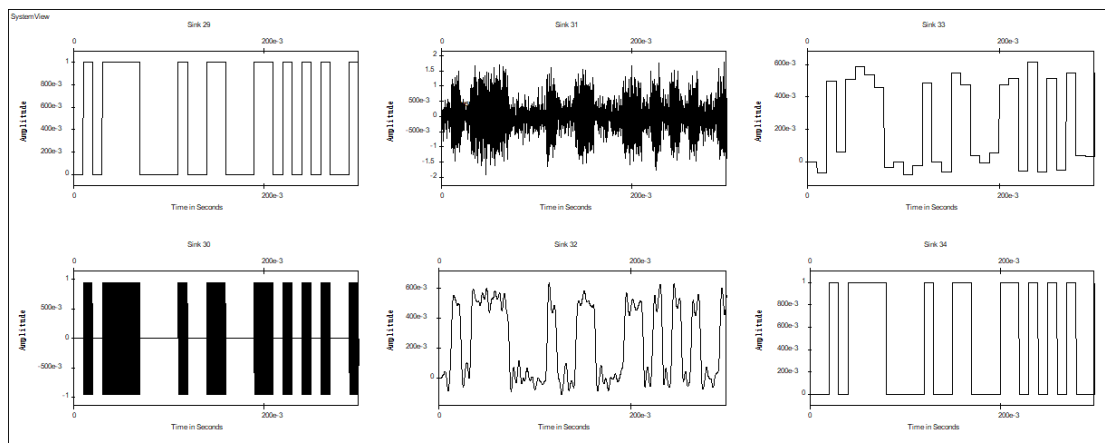 SystemView
Sink 29
0 200e-3
1
800e-3
600e-3
400e-3
200e-3
0
Amplitude
0 200e-3
Time in Seconds
Sink 31
0 200e-3
2
1.5
1
500e-3
0
-500e-3
-1
-1.5
-2
Amplitude
0 200e-3
Time in Seconds
Sink 33
0 200e-3
600e-3
400e-3
200e-3
0
Amplitude
0 200e-3
Time in Seconds
Sink 30
0 200e-3
1
500e-3
0
-500e-3
-1
Amplitude
0 200e-3
Time in Seconds
Sink 32
0 200e-3
600e-3
400e-3
200e-3
0
Amplitude
0 200e-3
Time in Seconds
Sink 34
0 200e-3
1
800e-3
600e-3
400e-3
200e-3
0
Amplitude
0 200e-3
Time in Seconds